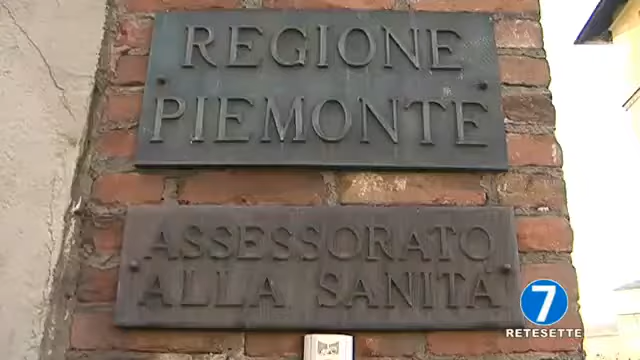 REGIONE
PIEMONTE
ASSESSORATO
ALLA SANITÀ
7
RETESETTE